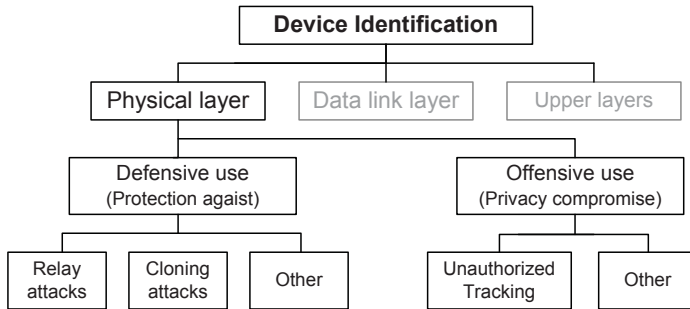 Device Identification
Physical layer
Data link layer
Upper layers
Defensive use
(Protection agaist)
Offensive use
(Privacy compromise)
Relay
attacks
Cloning
attacks
Other
Unauthorized
Tracking
Other